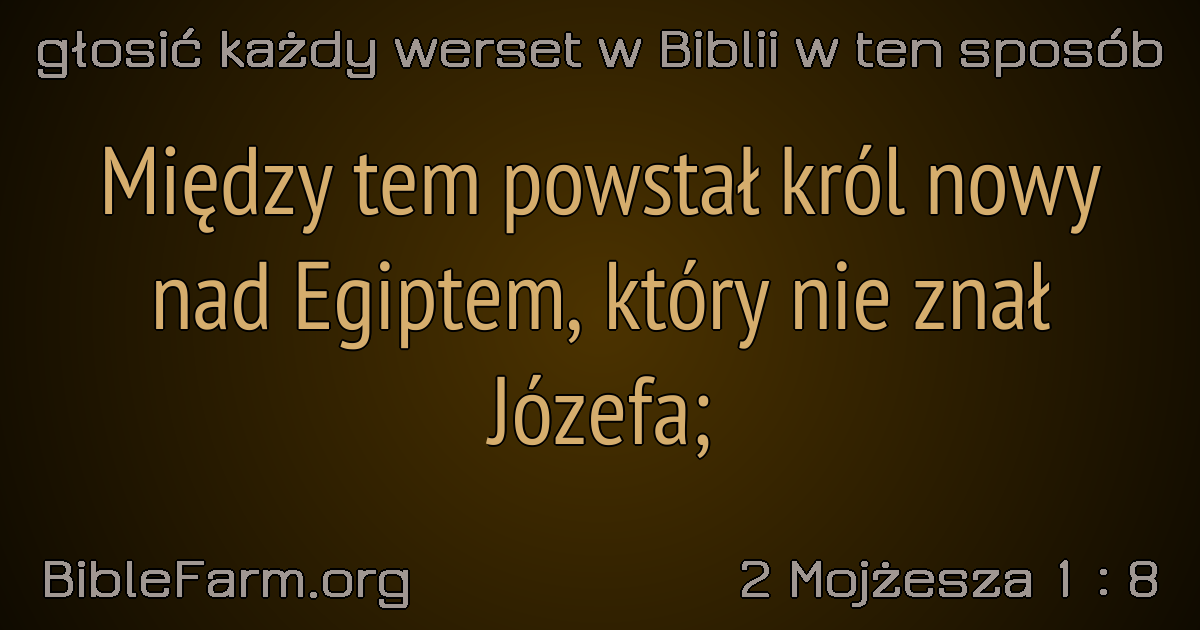 głosić każdy werset w Biblii w ten sposób
Między tem powstał król nowy
nad Egiptem, który nie znał
Józefa;
BibleFarm.org
2 Mojżesza 1 : 8